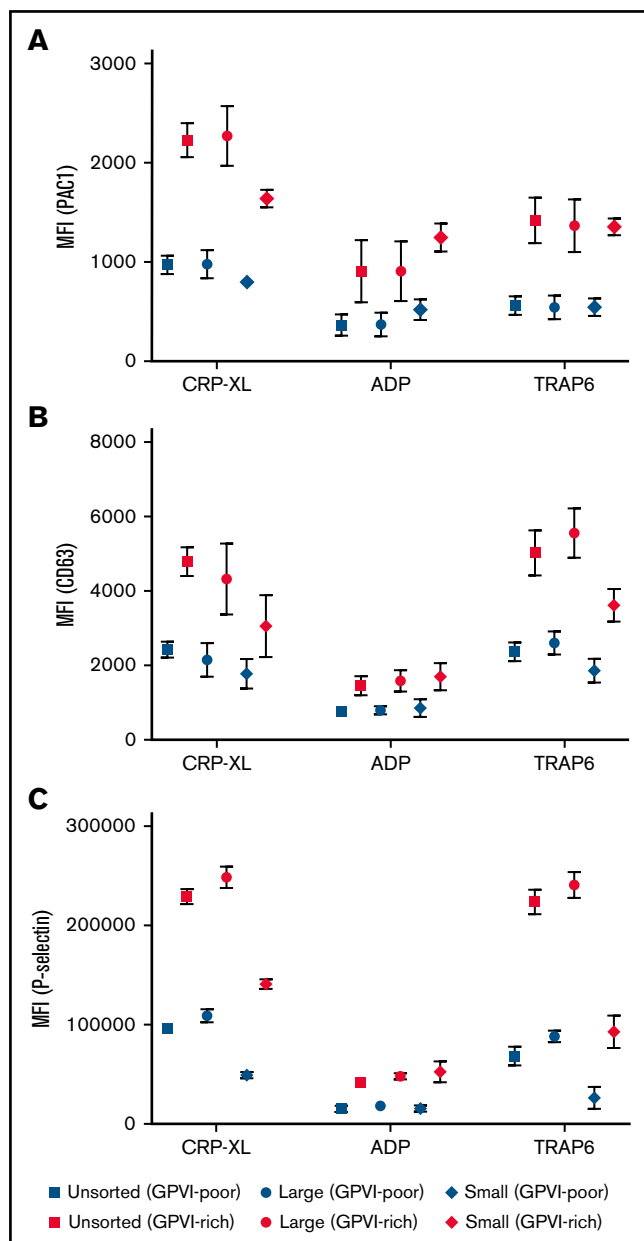 A
3000
2000
1000
0
MFI (PAC1)
CRP-XL ADP TRAP6
B
8000
6000
4000
2000
0
MFI (CD63)
CRP-XL ADP TRAP6
C
300000
200000
100000
0
MFI (P-selectin)
CRP-XL ADP TRAP6
Unsorted (GPVI-poor) Large (GPVI-poor) Small (GPVI-poor)
Unsorted (GPVI-rich) Large (GPVI-rich) Small (GPVI-rich)